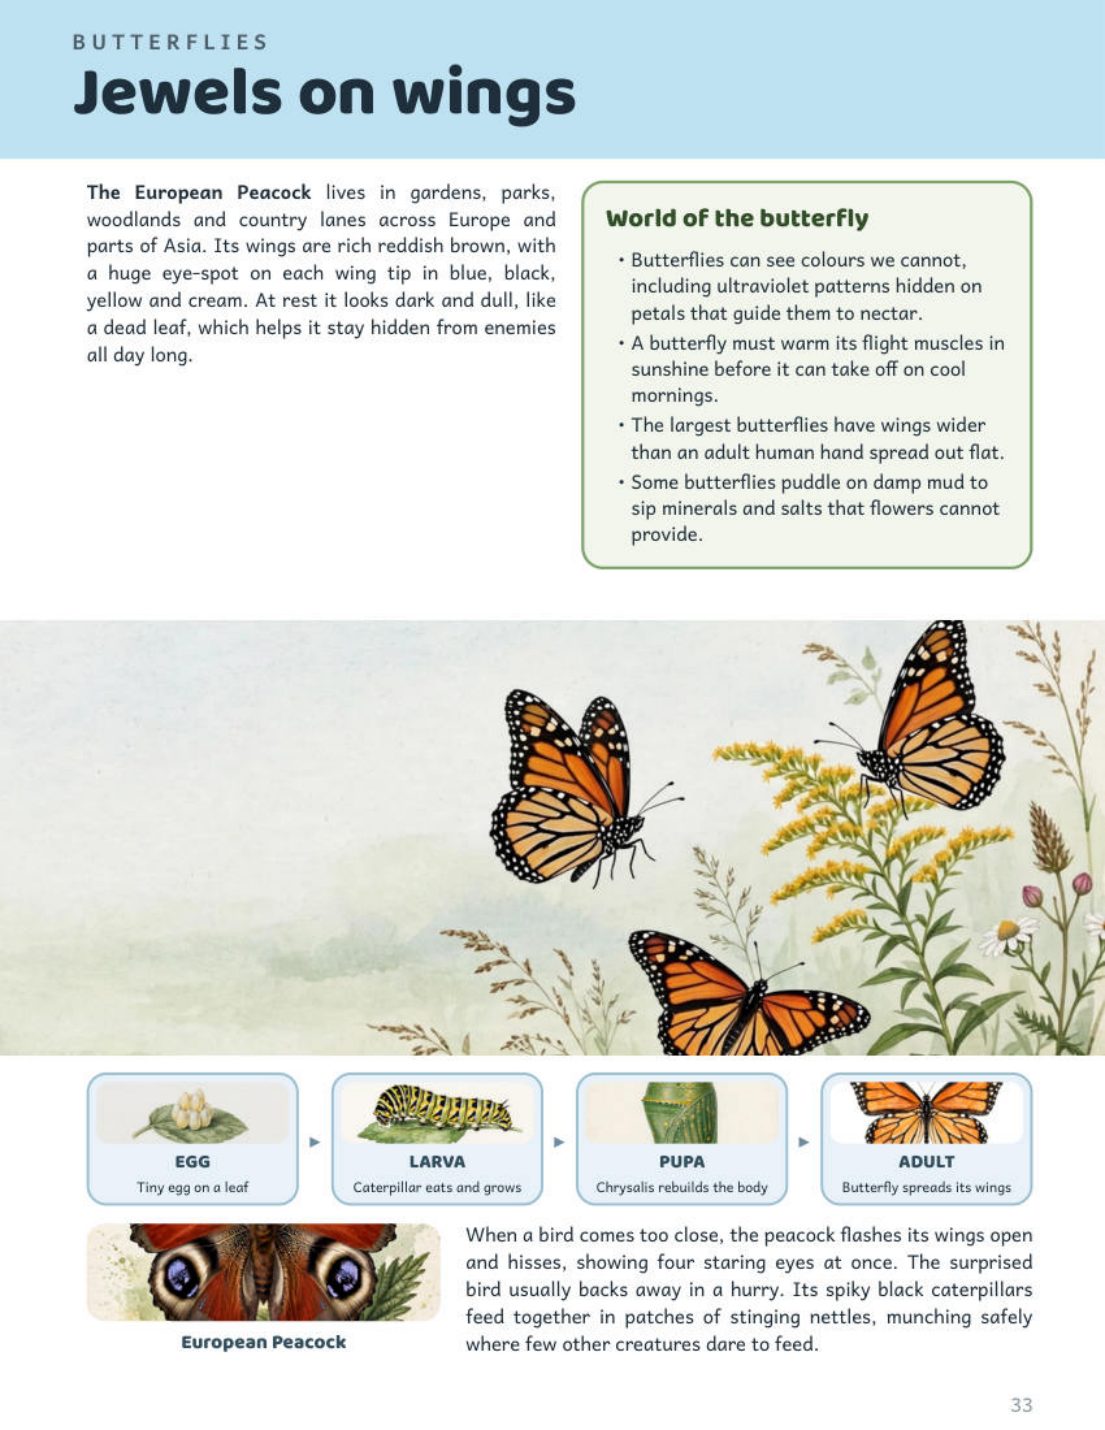 BUTTERFLIES
Jewels on wings
The European Peacock lives in gardens, parks,
woodlands and country lanes across Europe and
parts of Asia. Its wings are rich reddish brown, with
a huge eye-spot on each wing tip in blue, black,
yellow and cream. At rest it looks dark and dull, like
a dead leaf, which helps it stay hidden from enemies
all day long.
World of the butterfly
• Butterflies can see colours we cannot,
including ultraviolet patterns hidden on
petals that guide them to nectar.
• A butterfly must warm its flight muscles in
sunshine before it can take off on cool
mornings.
• The largest butterflies have wings wider
than an adult human hand spread out flat.
• Some butterflies puddle on damp mud to
sip minerals and salts that flowers cannot
provide.
EGG
Tiny egg on a leaf
LARVA
Caterpillar eats and grows
PUPA
Chrysalis rebuilds the body
ADULT
Butterfly spreads its wings
European Peacock
When a bird comes too close, the peacock flashes its wings open
and hisses, showing four staring eyes at once. The surprised
bird usually backs away in a hurry. Its spiky black caterpillars
feed together in patches of stinging nettles, munching safely
where few other creatures dare to feed.
33